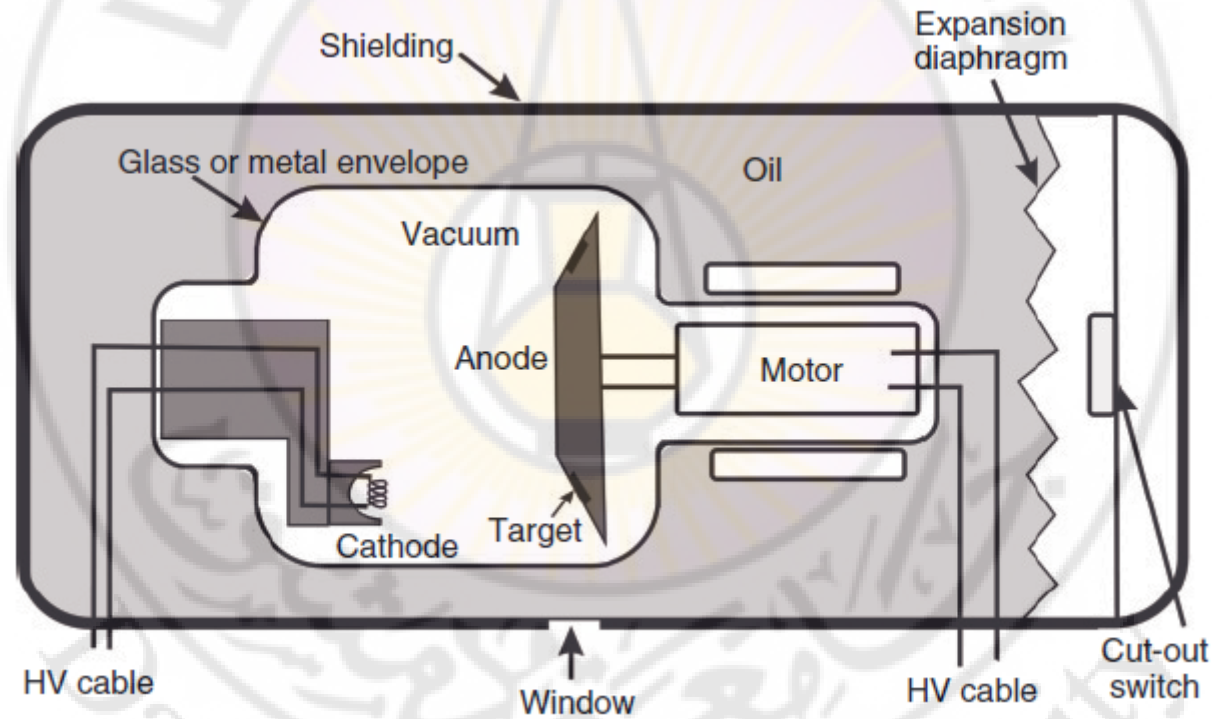 Shielding
Expansion
diaphragm
Glass or metal envelope
Oil
Vacuum
Anode
Motor
Target
Cathode
HV cable
Window
HV cable
Cut-out
switch